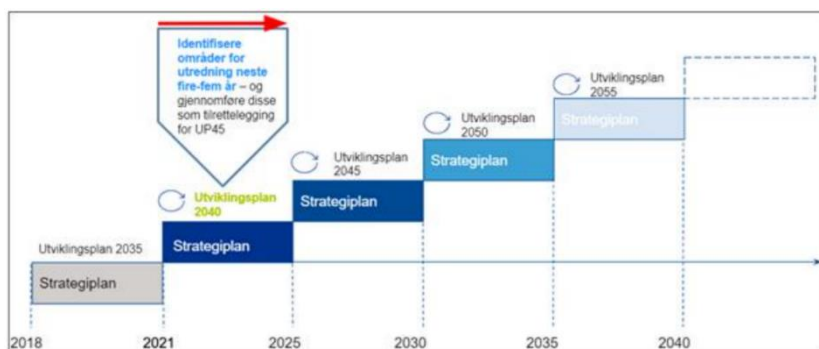 Identifisere
områder for
utredning neste
fire-fem år – og
gjennomføre disse
som tilrettelegging
for UP45
Utviklingsplan
2055
Strategiplan
Utviklingsplan
2050
Strategiplan
Utviklingsplan
2045
Strategiplan
Utviklingsplan
2040
Strategiplan
Utviklingsplan 2035
Strategiplan
2018
2021
2025
2030
2035
2040